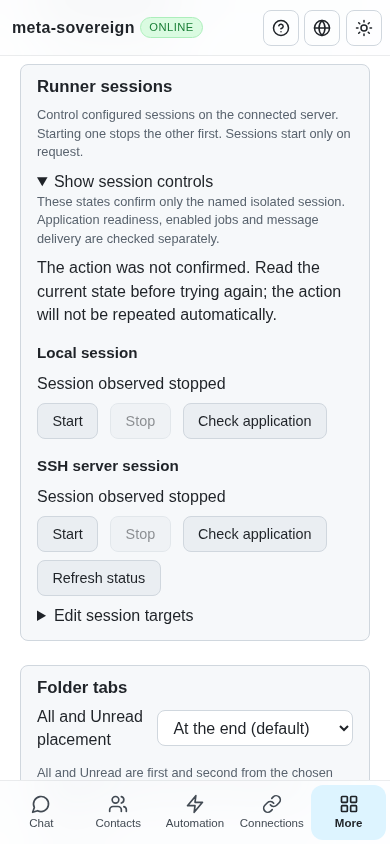 meta-sovereign ONLINE
Runner sessions
Control configured sessions on the connected server.
Starting one stops the other first. Sessions start only on
request.
Show session controls
These states confirm only the named isolated session.
Application readiness, enabled jobs and message
delivery are checked separately.
The action was not confirmed. Read the
current state before trying again; the action
will not be repeated automatically.
Local session
Session observed stopped
Start Stop Check application
SSH server session
Session observed stopped
Start Stop Check application
Refresh status
Edit session targets
Folder tabs
All and Unread
placement
At the end (default)
All and Unread are first and second from the chosen
Chat Contacts Automation Connections More